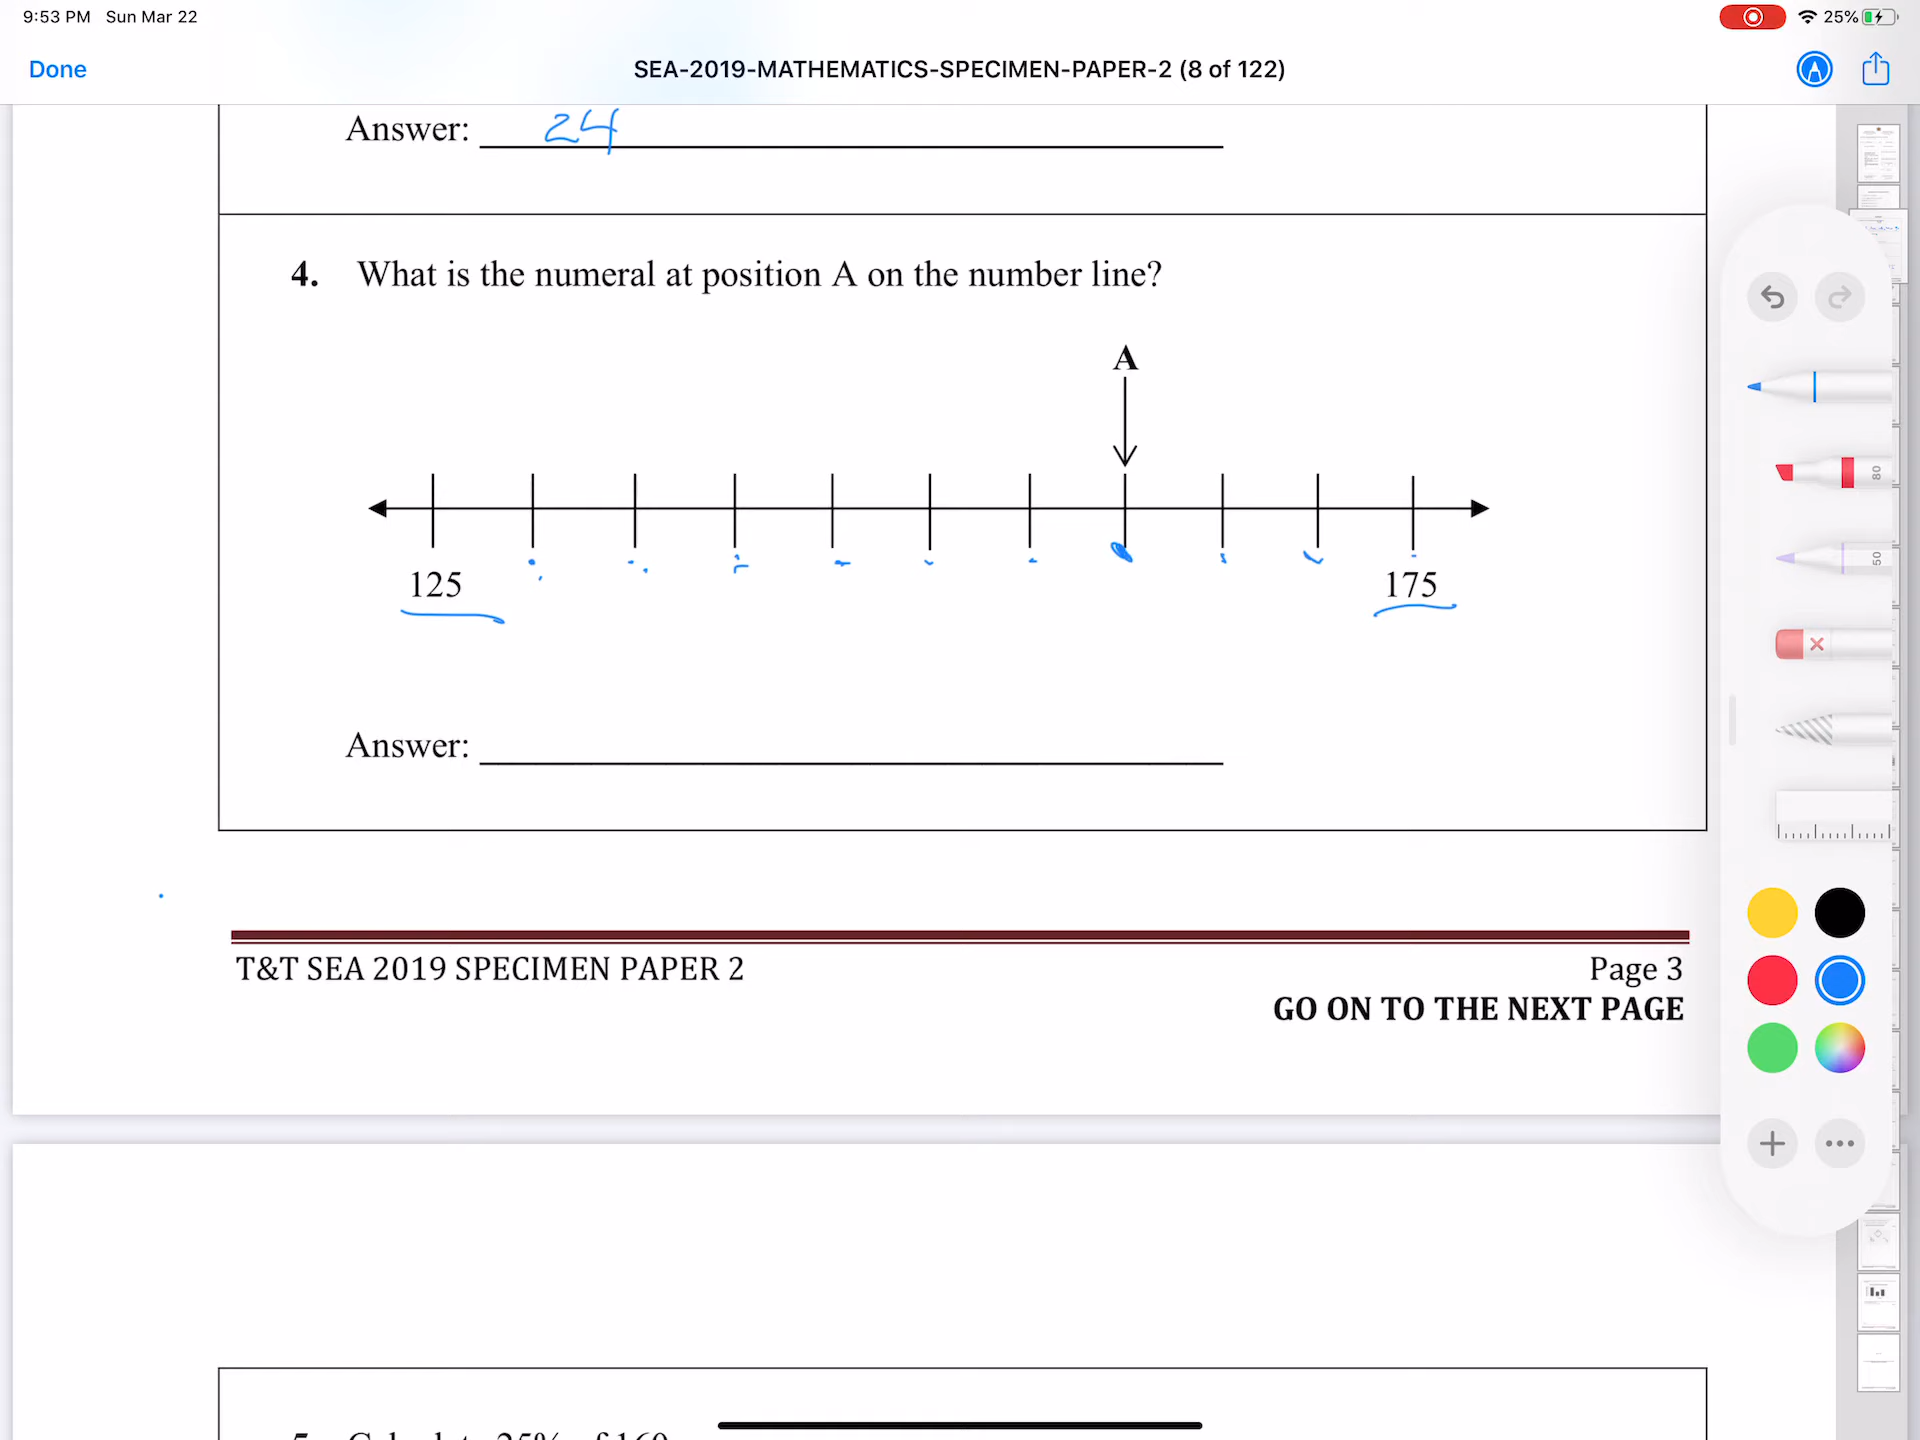 9:53 PM Sun Mar 22
25%
Done
SEA-2019-MATHEMATICS-SPECIMEN-PAPER-2 (8 of 122)
Answer: 24
4. What is the numeral at position A on the number line?
A
125
175
Answer:
80
50
T&T SEA 2019 SPECIMEN PAPER 2
Page 3
GO ON TO THE NEXT PAGE